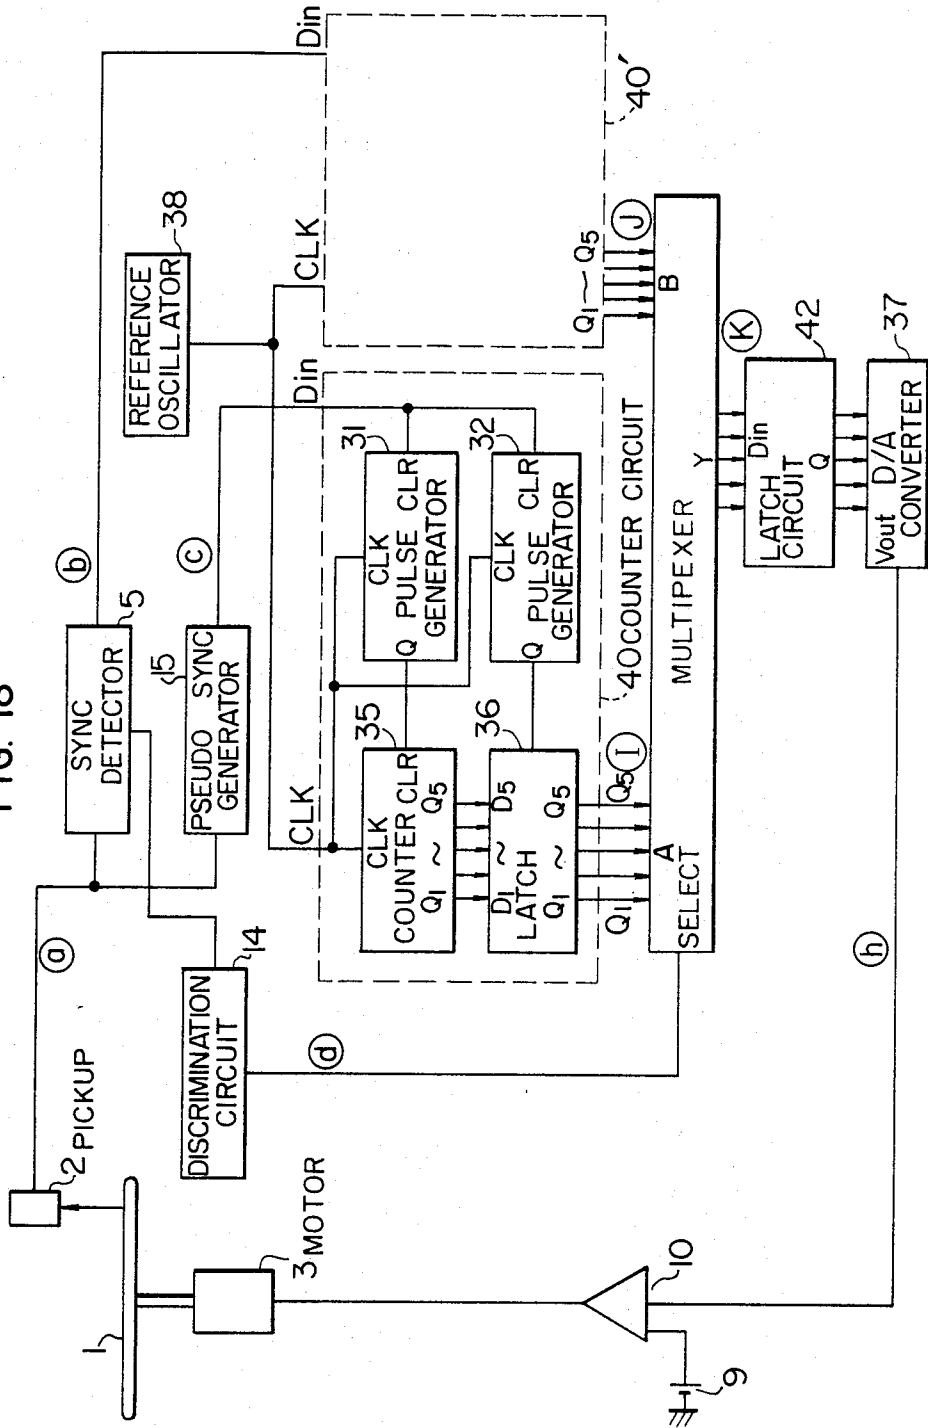 FIG. 18
1
2 PICKUP
3 MOTOR
a
SYNC
DETECTOR
5
b
PSEUDO SYNC
GENERATOR
15
c
DISCRIMINATION
CIRCUIT
14
d
REFERENCE
OSCILLATOR
38
CLK
Din
CLK
Din
CLK
COUNTER CLR
Q1 ~ Q5
35
CLK
Q PULSE CLR
GENERATOR
31
D1 ~ D5
LATCH
Q1 ~ Q5
36
CLK
Q PULSE CLR
GENERATOR
32
40 COUNTER CIRCUIT
40'
Q1
Q5
I
Q1 ~ Q5
J
A
SELECT
MULTIPEXER
Y
B
K
Din
LATCH
CIRCUIT
Q
42
Vout D/A
CONVERTER
37
h
10
9